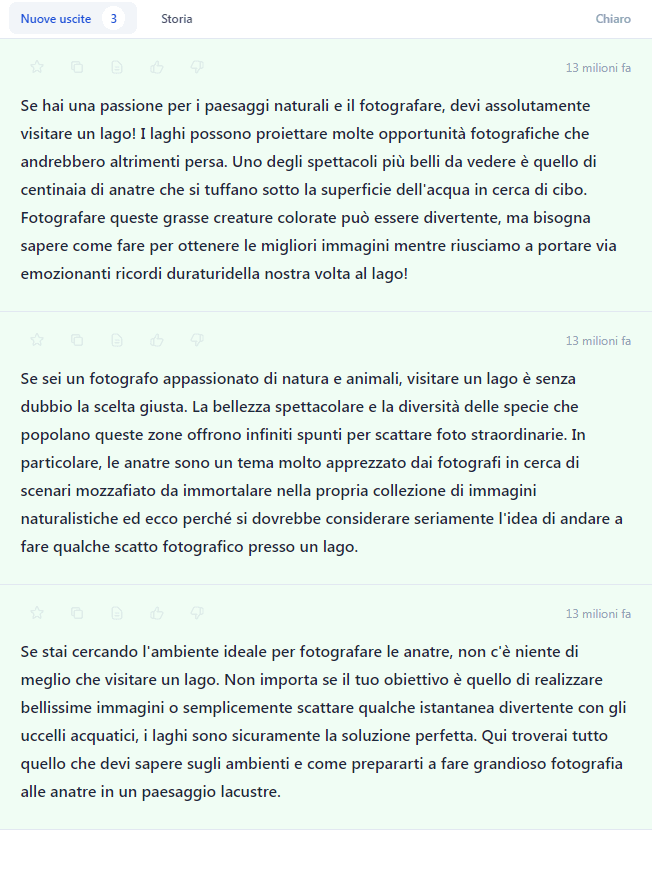 Nuove uscite 3 Storia Chiaro
13 milioni fa
Se hai una passione per i paesaggi naturali e il fotografare, devi assolutamente
visitare un lago! I laghi possono proiettare molte opportunità fotografiche che
andrebbero altrimenti persa. Uno degli spettacoli più belli da vedere è quello di
centinaia di anatre che si tuffano sotto la superficie dell'acqua in cerca di cibo.
Fotografare queste grasse creature colorate può essere divertente, ma bisogna
sapere come fare per ottenere le migliori immagini mentre riusciamo a portare via
emozionanti ricordi duraturidella nostra volta al lago!
13 milioni fa
Se sei un fotografo appassionato di natura e animali, visitare un lago è senza
dubbio la scelta giusta. La bellezza spettacolare e la diversità delle specie che
popolano queste zone offrono infiniti spunti per scattare foto straordinarie. In
particolare, le anatre sono un tema molto apprezzato dai fotografi in cerca di
scenari mozzafiato da immortalare nella propria collezione di immagini
naturalistiche ed ecco perché si dovrebbe considerare seriamente l'idea di andare a
fare qualche scatto fotografico presso un lago.
13 milioni fa
Se stai cercando l'ambiente ideale per fotografare le anatre, non c'è niente di
meglio che visitare un lago. Non importa se il tuo obiettivo è quello di realizzare
bellissime immagini o semplicemente scattare qualche istantanea divertente con gli
uccelli acquatici, i laghi sono sicuramente la soluzione perfetta. Qui troverai tutto
quello che devi sapere sugli ambienti e come prepararti a fare grandioso fotografia
alle anatre in un paesaggio lacustre.